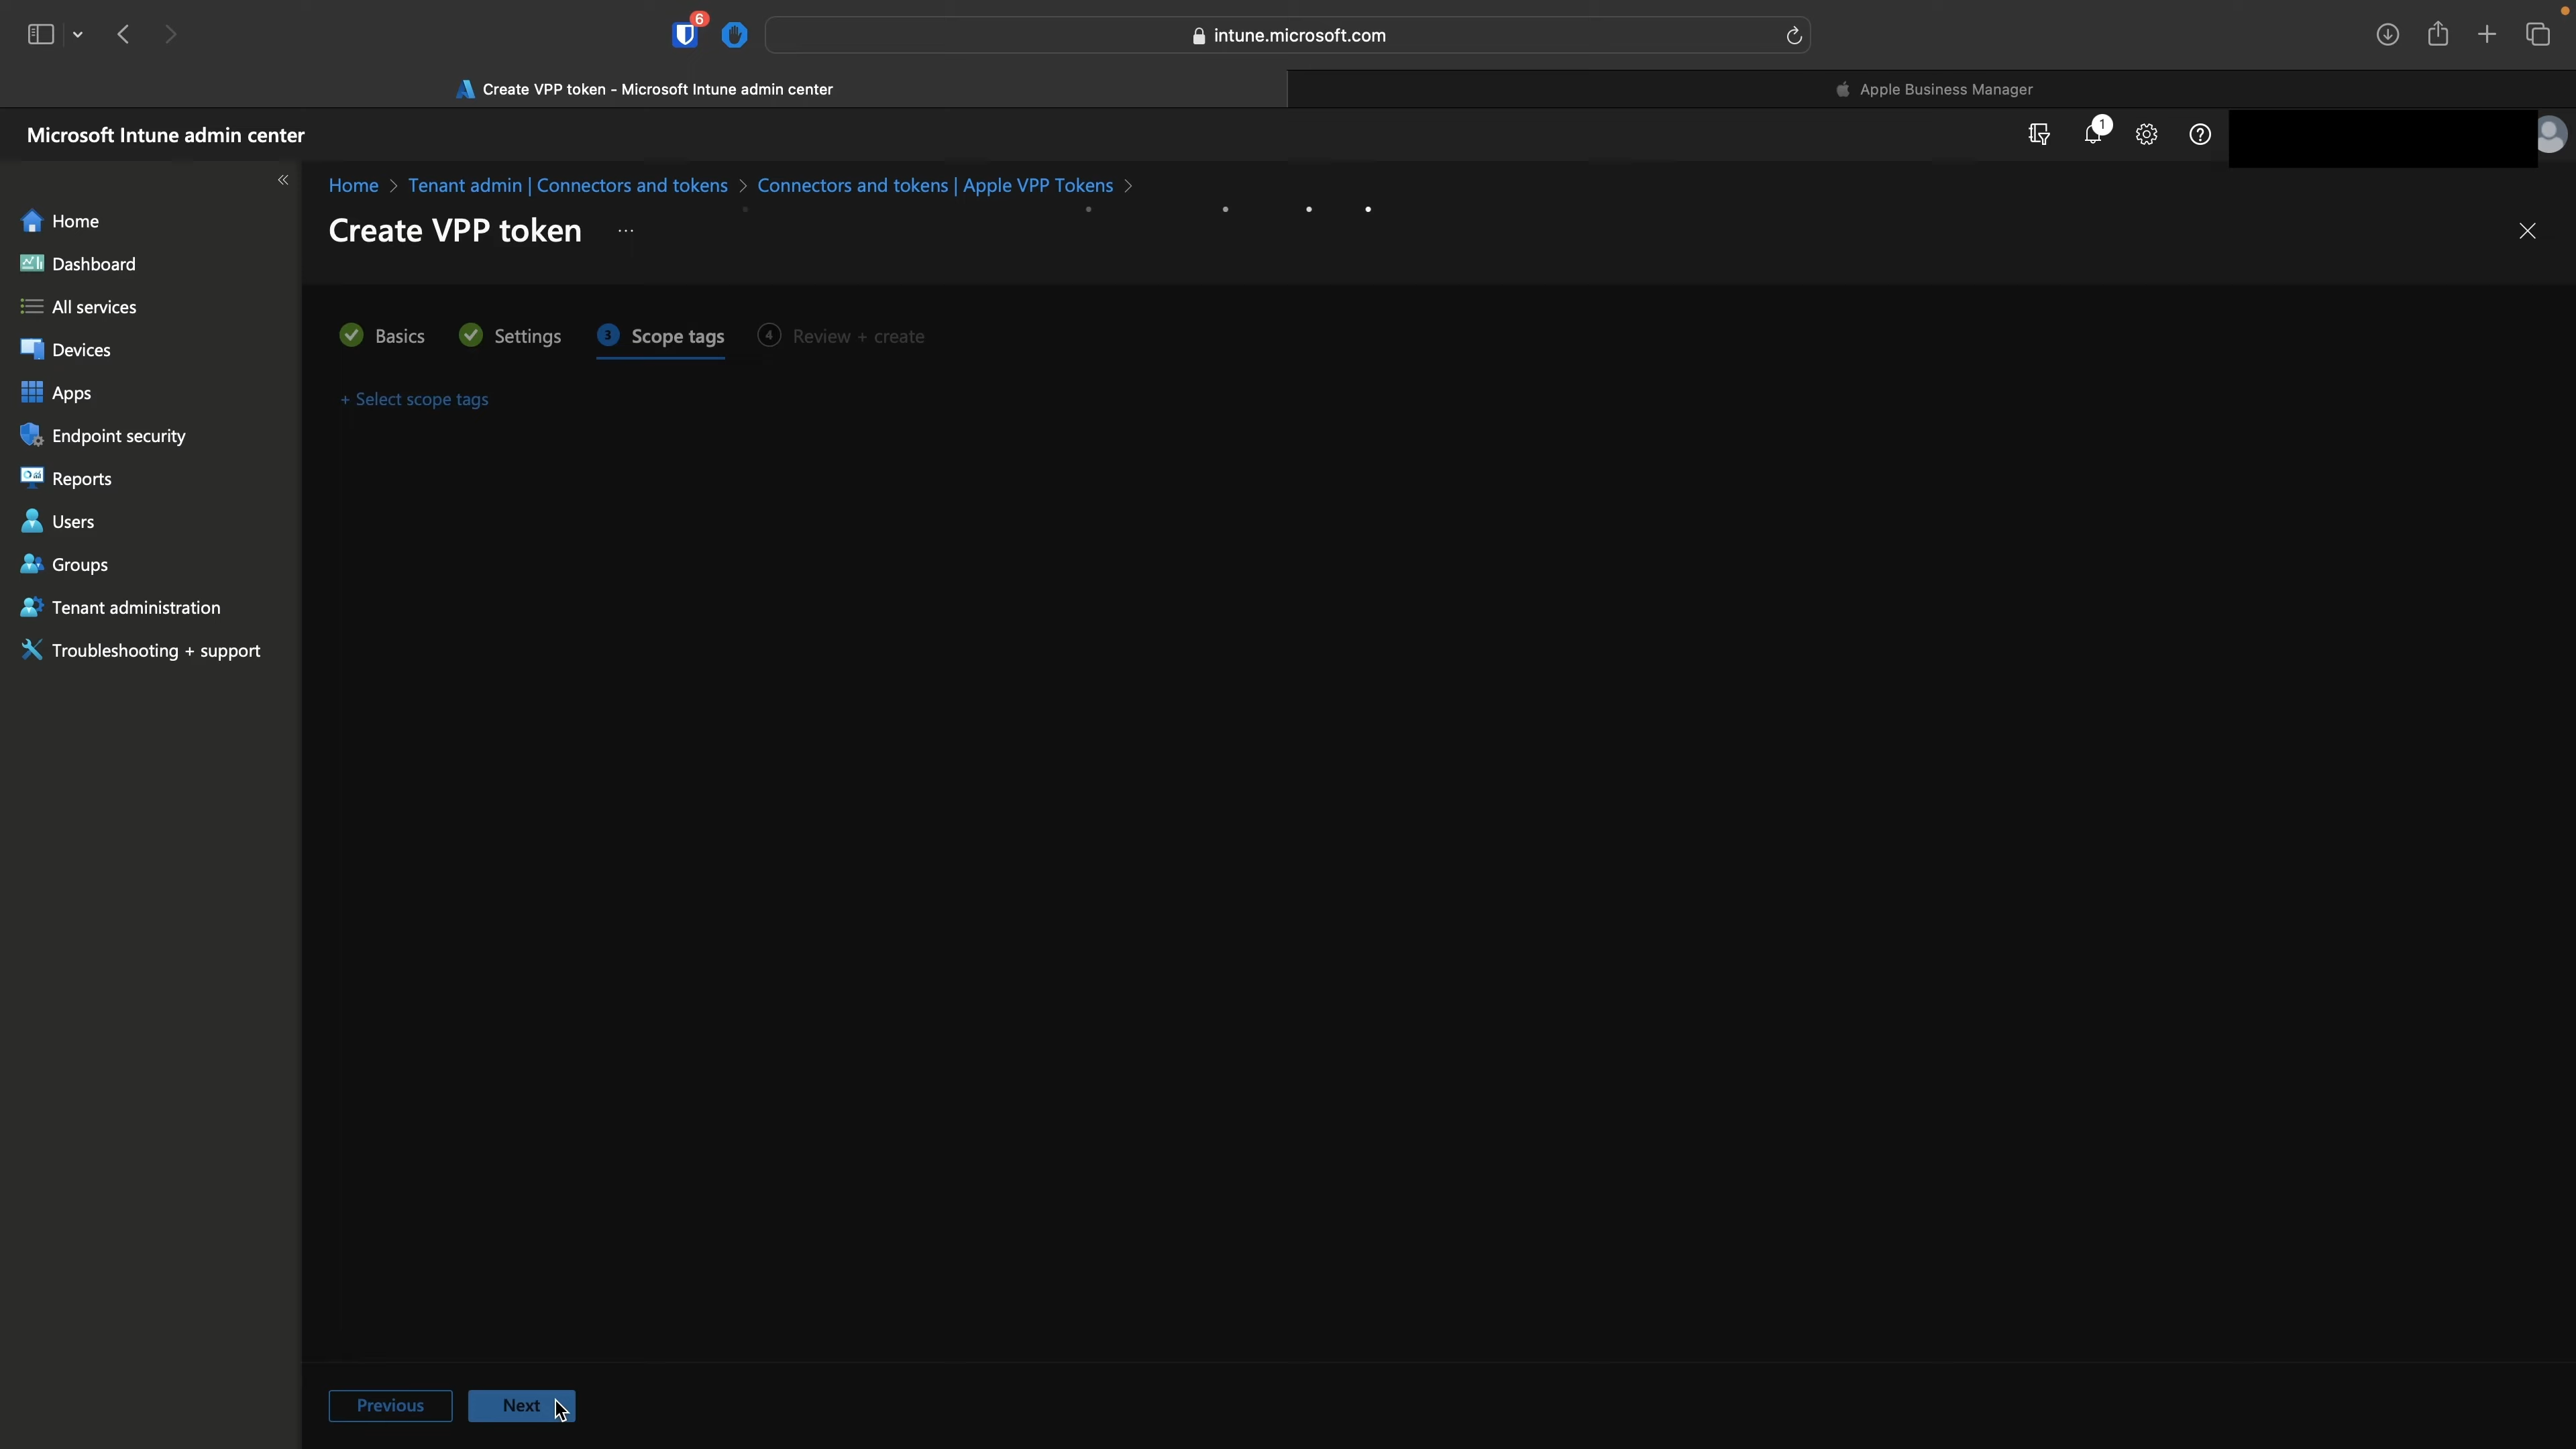 6
intune.microsoft.com
Create VPP token - Microsoft Intune admin center
Apple Business Manager
Microsoft Intune admin center
1
Home > Tenant admin | Connectors and tokens > Connectors and tokens | Apple VPP Tokens >
Create VPP token ...
Home
Dashboard
All services
Devices
Apps
Endpoint security
Reports
Users
Groups
Tenant administration
Troubleshooting + support
Basics
Settings
3 Scope tags
4 Review + create
+ Select scope tags
Previous
Next